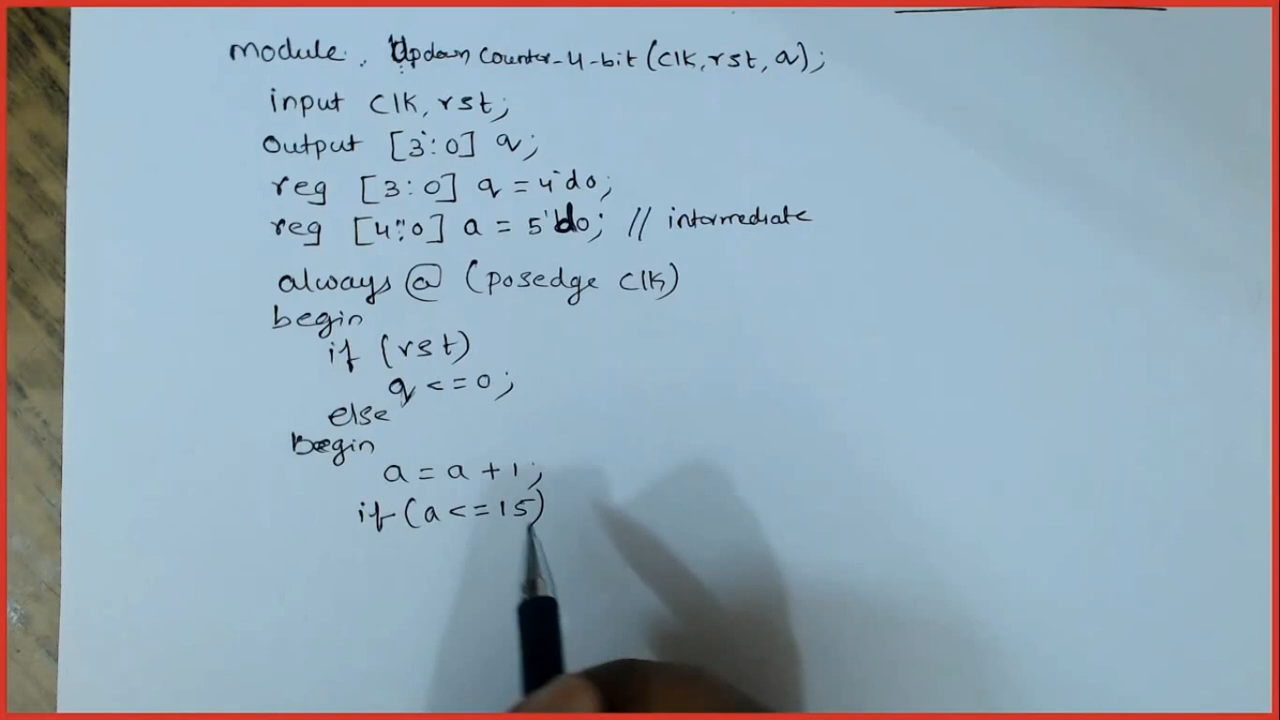 module Updown counter-4-bit (clk, rst, q);
input clk, rst;
output [3:0] q;
reg [3:0] q = 4'd0;
reg [4:0] a = 5'd0; // intermediate
always @ (posedge clk)
begin
if (rst)
q <= 0;
else
Begin
a = a + 1;
if (a <= 15)